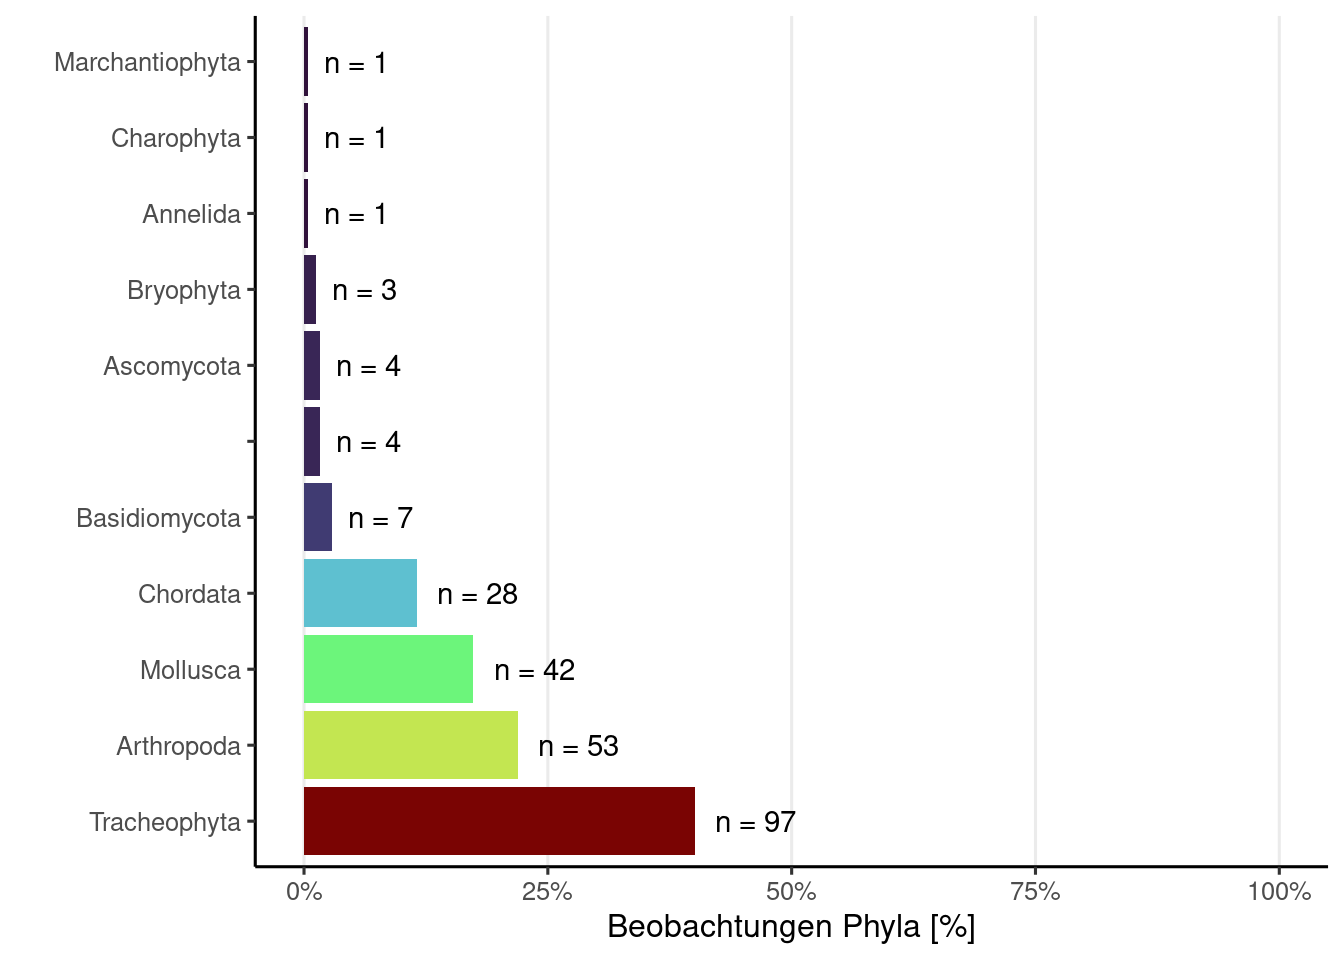 Marchantiophyta n = 1
Charophyta n = 1
Annelida n = 1
Bryophyta n = 3
Ascomycota n = 4
n = 4
Basidiomycota n = 7
Chordata n = 28
Mollusca n = 42
Arthropoda n = 53
Tracheophyta n = 97
0% 25% 50% 75% 100%
Beobachtungen Phyla [%]